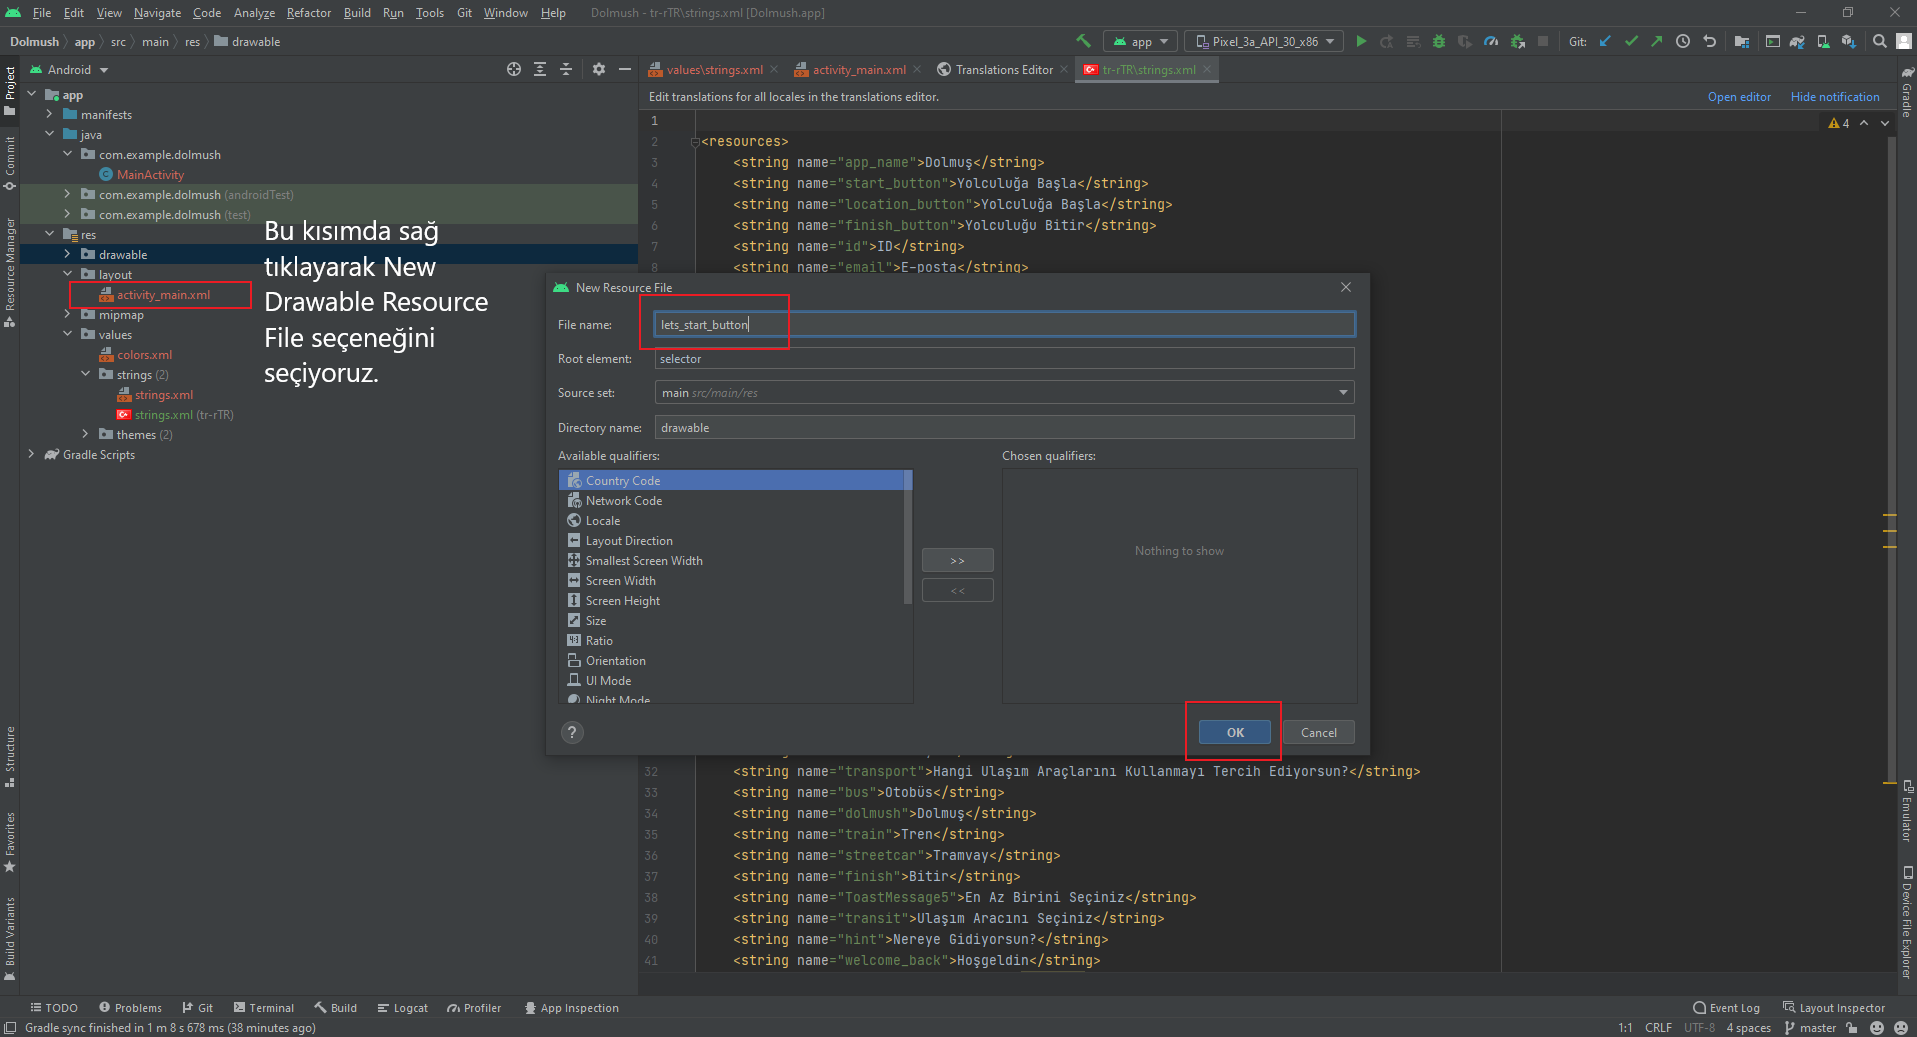 File Edit View Navigate Code Analyze Refactor Build Run Tools Git Window Help Dolmush - tr-rTR\strings.xml [Dolmush.app]
Dolmush app src main res drawable
app Pixel_3a_API_30_x86 Git:
Project
Commit
Resource Manager
Structure
Favorites
Build Variants
Android
app
manifests
java
com.example.dolmush
MainActivity
com.example.dolmush (androidTest)
com.example.dolmush (test)
res
drawable
layout
activity_main.xml
mipmap
values
colors.xml
strings (2)
strings.xml
strings.xml (tr-rTR)
themes (2)
Gradle Scripts
Bu kısımda sağ
tıklayarak New
Drawable Resource
File seçeneğini
seçiyoruz.
values\strings.xml activity_main.xml Translations Editor tr-rTR\strings.xml
Edit translations for all locales in the translations editor. Open editor Hide notification
4
1
2 <resources>
3 <string name="app_name">Dolmuş</string>
4 <string name="start_button">Yolculuğa Başla</string>
5 <string name="location_button">Yolculuğa Başla</string>
6 <string name="finish_button">Yolculuğu Bitir</string>
7 <string name="id">ID</string>
8 <string name="email">E-posta</string>
New Resource File
File name: lets_start_button
Root element: selector
Source set: main src/main/res
Directory name: drawable
Available qualifiers: Chosen qualifiers:
Country Code
Network Code
Locale
Layout Direction
Smallest Screen Width
Screen Width
Screen Height
Size
Ratio
Orientation
UI Mode
Night Mode
>>
<<
Nothing to show
? OK Cancel
32 <string name="transport">Hangi Ulaşım Araçlarını Kullanmayı Tercih Ediyorsun?</string>
33 <string name="bus">Otobüs</string>
34 <string name="dolmush">Dolmuş</string>
35 <string name="train">Tren</string>
36 <string name="streetcar">Tramvay</string>
37 <string name="finish">Bitir</string>
38 <string name="ToastMessage5">En Az Birini Seçiniz</string>
39 <string name="transit">Ulaşım Aracını Seçiniz</string>
40 <string name="hint">Nereye Gidiyorsun?</string>
41 <string name="welcome_back">Hoşgeldin</string>
Gradle
Emulator
Device File Explorer
TODO Problems Git Terminal Build Logcat Profiler App Inspection Event Log Layout Inspector
Gradle sync finished in 1 m 8 s 678 ms (38 minutes ago) 1:1 CRLF UTF-8 4 spaces master